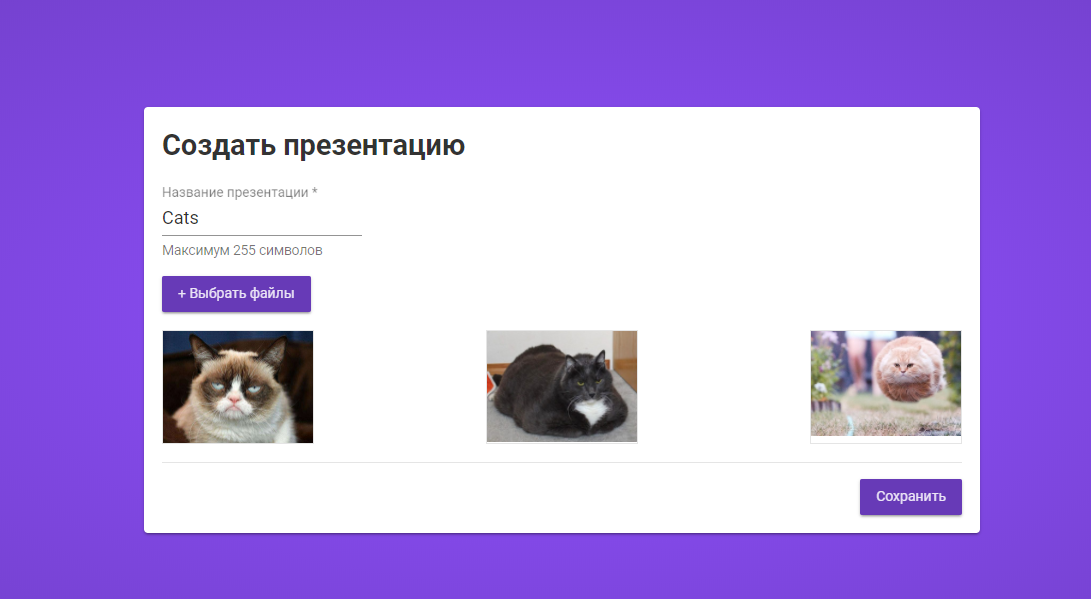 Создать презентацию
Название презентации *
Cats
Максимум 255 символов
+ Выбрать файлы
Сохранить